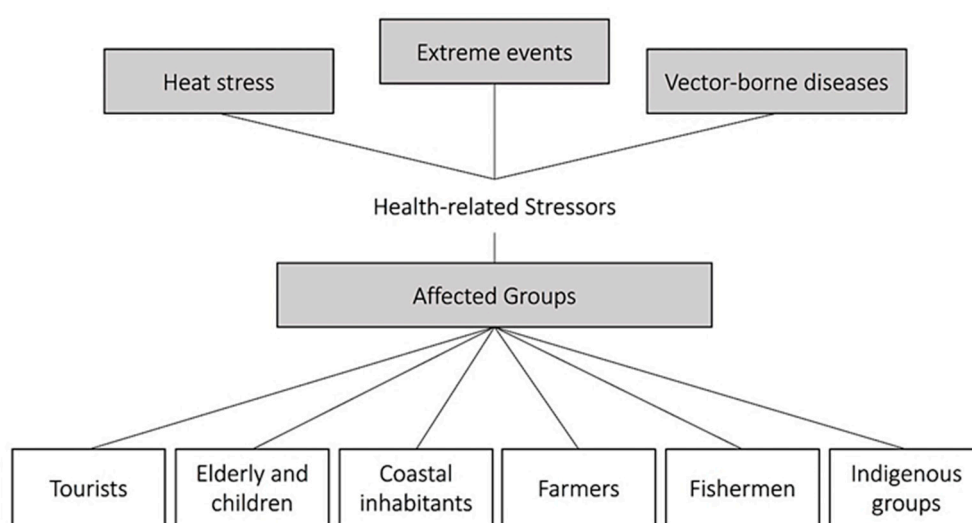 Extreme events
Heat stress
Vector-borne diseases
Health-related Stressors
Affected Groups
Tourists
Elderly and
children
Coastal
inhabitants
Farmers
Fishermen
Indigenous
groups